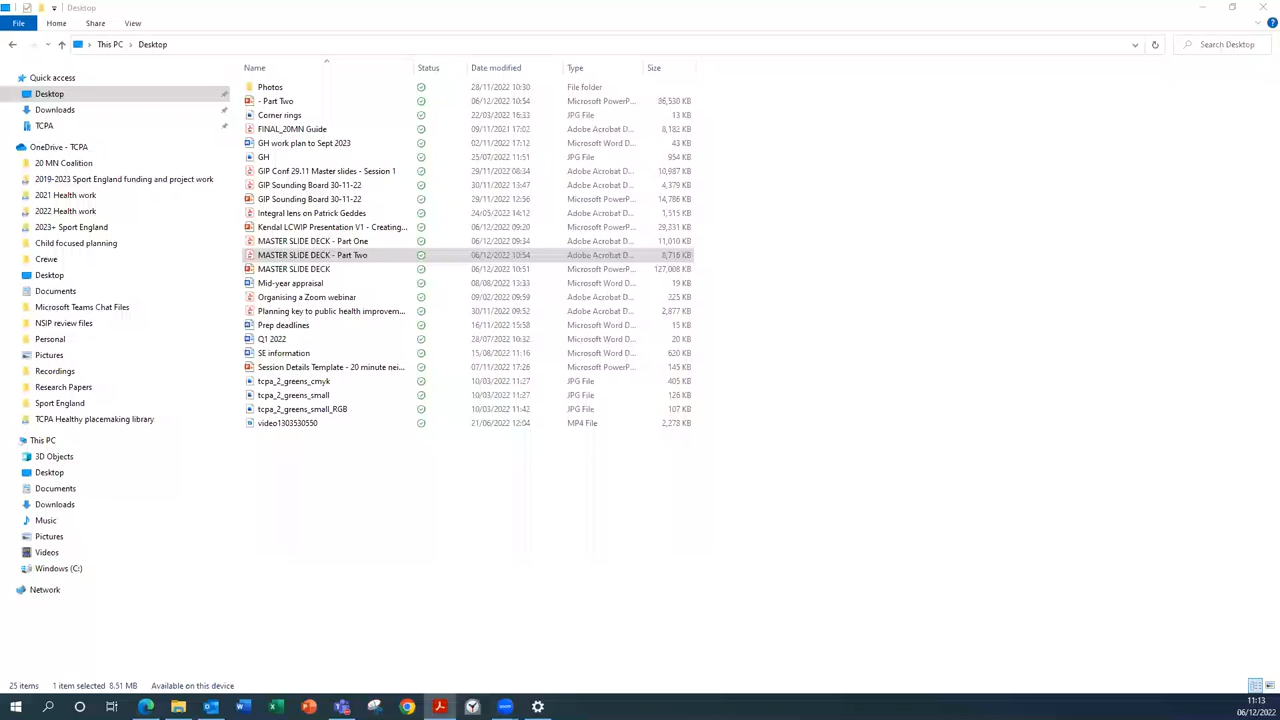 Desktop
File Home Share View
This PC > Desktop
Search Desktop
Name Status Date modified Type Size
Quick access
Desktop
Downloads
TCPA
OneDrive - TCPA
20 MN Coalition
2019-2023 Sport England funding and project work
2021 Health work
2022 Health work
2023+ Sport England
Child focused planning
Crewe
Desktop
Documents
Microsoft Teams Chat Files
NSIP review files
Personal
Pictures
Recordings
Research Papers
Sport England
TCPA Healthy placemaking library
This PC
3D Objects
Desktop
Documents
Downloads
Music
Pictures
Videos
Windows (C:)
Network
Photos 28/11/2022 10:30 File folder
- Part Two 06/12/2022 10:54 Microsoft PowerP... 36,530 KB
Corner rings 22/03/2022 16:33 JPG File 13 KB
FINAL_20MN Guide 09/11/2021 17:02 Adobe Acrobat D... 8,182 KB
GH work plan to Sept 2023 02/11/2022 17:12 Microsoft Word D... 43 KB
GH 25/07/2022 11:51 JPG File 954 KB
GIP Conf 29.11 Master slides - Session 1 29/11/2022 08:34 Adobe Acrobat D... 10,987 KB
GIP Sounding Board 30-11-22 30/11/2022 13:47 Adobe Acrobat D... 4,379 KB
GIP Sounding Board 30-11-22 29/11/2022 12:56 Microsoft PowerP... 14,786 KB
Integral lens on Patrick Geddes 24/05/2022 14:12 Adobe Acrobat D... 1,515 KB
Kendal LCWIP Presentation V1 - Creating... 06/12/2022 09:20 Microsoft PowerP... 29,331 KB
MASTER SLIDE DECK - Part One 06/12/2022 09:34 Adobe Acrobat D... 11,010 KB
MASTER SLIDE DECK - Part Two 06/12/2022 10:54 Adobe Acrobat D... 8,716 KB
MASTER SLIDE DECK 06/12/2022 10:51 Microsoft PowerP... 127,008 KB
Mid-year appraisal 08/08/2022 13:33 Microsoft Word D... 19 KB
Organising a Zoom webinar 09/02/2022 09:59 Adobe Acrobat D... 225 KB
Planning key to public health improvem... 30/11/2022 09:52 Adobe Acrobat D... 2,877 KB
Prep deadlines 16/11/2022 15:58 Microsoft Word D... 15 KB
Q1 2022 28/07/2022 10:32 Microsoft Word D... 20 KB
SE information 15/08/2022 11:16 Microsoft Word D... 620 KB
Session Details Template - 20 minute nei... 07/11/2022 17:26 Microsoft PowerP... 145 KB
tcpa_2_greens_cmyk 10/03/2022 11:27 JPG File 405 KB
tcpa_2_greens_small 10/03/2022 11:27 JPG File 126 KB
tcpa_2_greens_small_RGB 10/03/2022 11:42 JPG File 107 KB
video1303530550 21/06/2022 12:04 MP4 File 2,278 KB
25 items 1 item selected 8.51 MB Available on this device
11:13
06/12/2022